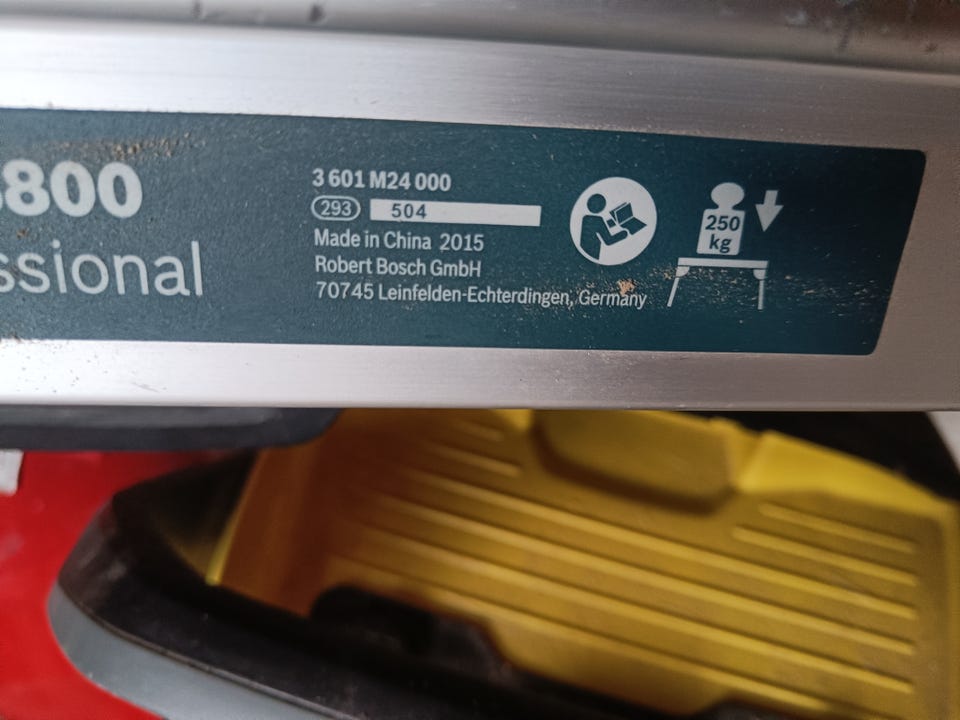 800
ssional
3 601 M24 000
293 504
Made in China 2015
Robert Bosch GmbH
70745 Leinfelden-Echterdingen, Germany
250
kg